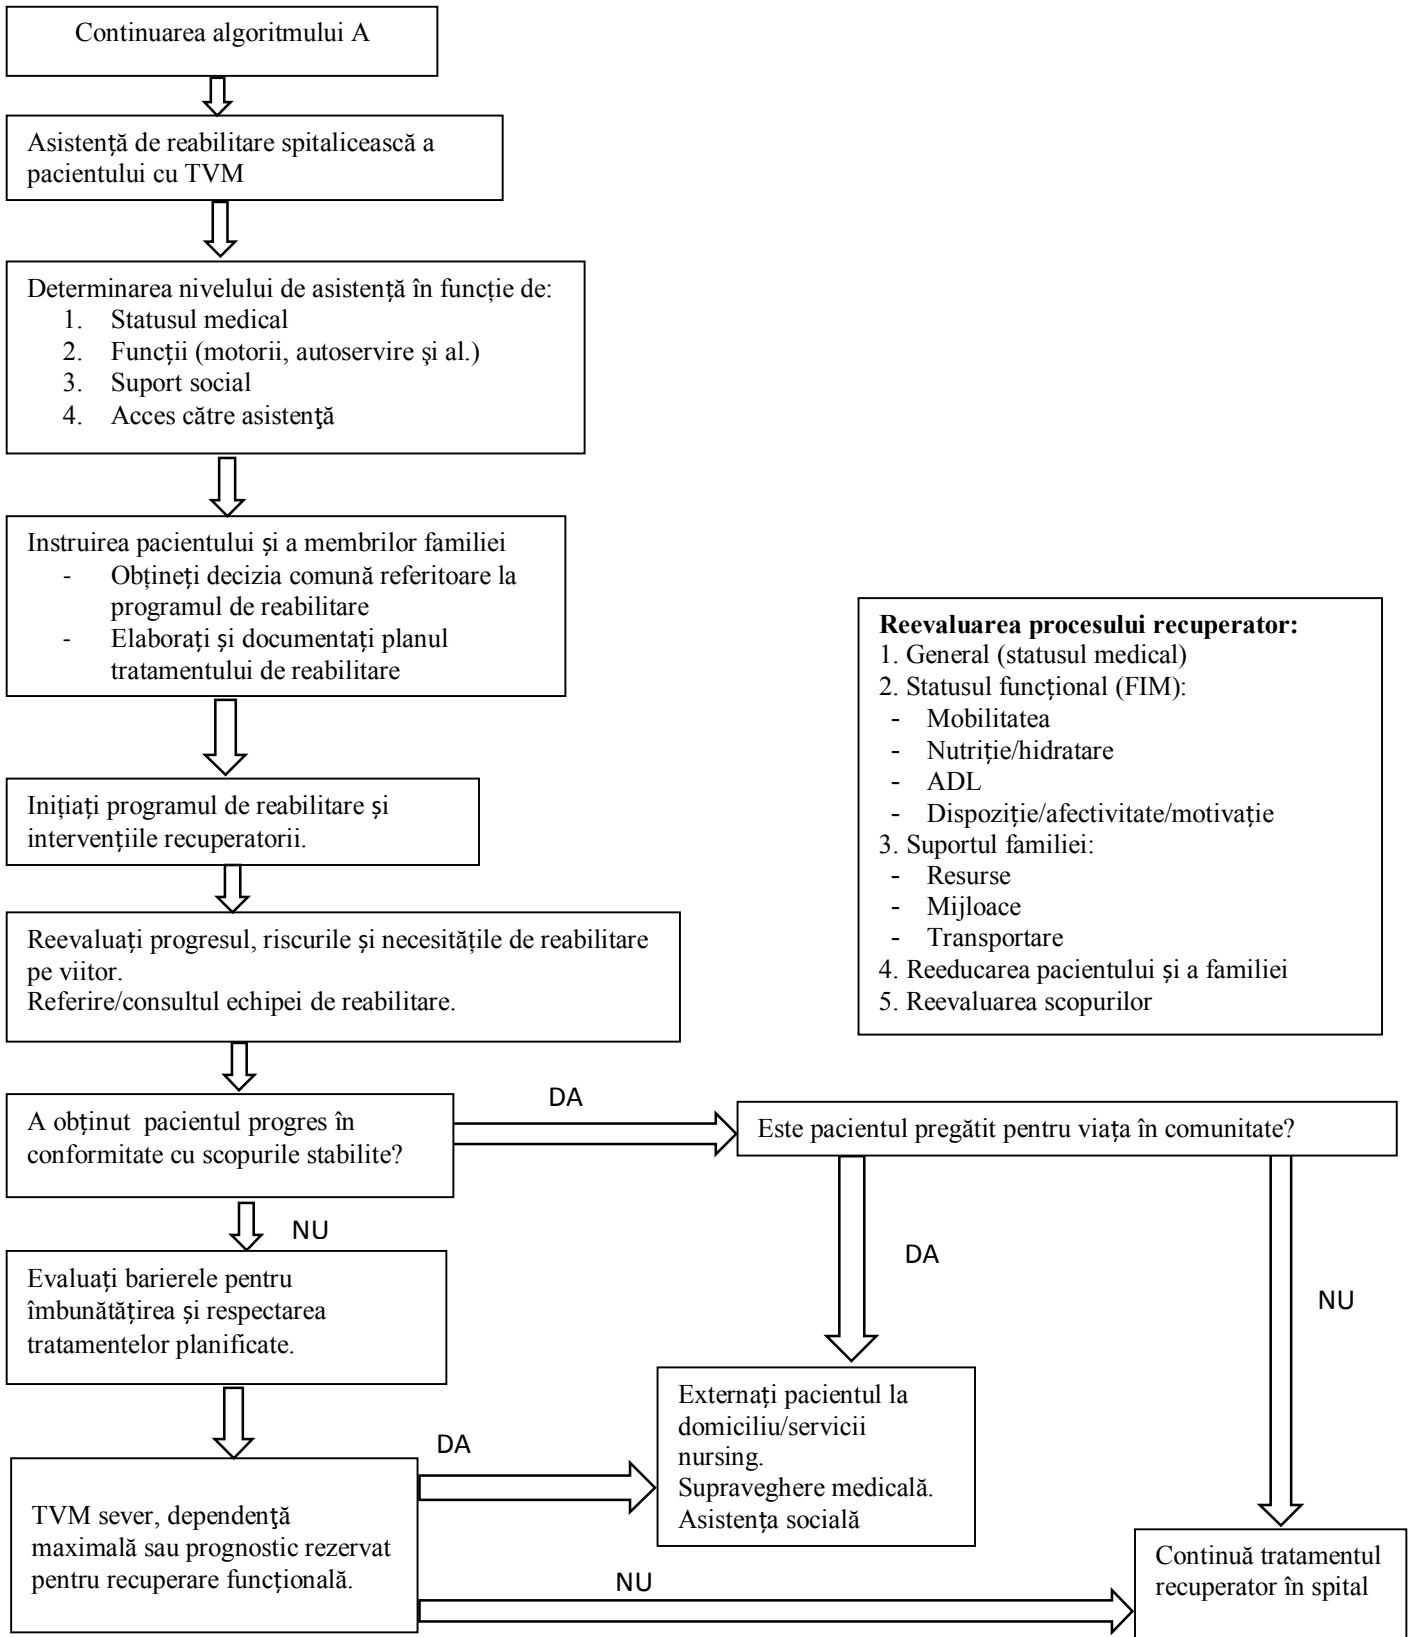 Continuarea algoritmului A
Asistență de reabilitare spitalicească a
pacientului cu TVM
Determinarea nivelului de asistență în funcție de:
1. Statusul medical
2. Funcții (motorii, autoservire şi al.)
3. Suport social
4. Acces către asistenţă
Instruirea pacientului și a membrilor familiei
- Obțineți decizia comună referitoare la
programul de reabilitare
- Elaborați și documentați planul
tratamentului de reabilitare
Reevaluarea procesului recuperator:
1. General (statusul medical)
2. Statusul funcțional (FIM):
- Mobilitatea
- Nutriție/hidratare
- ADL
- Dispoziție/afectivitate/motivație
3. Suportul familiei:
- Resurse
- Mijloace
- Transportare
4. Reeducarea pacientului și a familiei
5. Reevaluarea scopurilor
Inițiați programul de reabilitare și
intervențiile recuperatorii.
Reevaluați progresul, riscurile și necesitățile de reabilitare
pe viitor.
Referire/consultul echipei de reabilitare.
A obținut pacientul progres în
conformitate cu scopurile stabilite?
DA
Este pacientul pregătit pentru viața în comunitate?
NU
DA
NU
Evaluați barierele pentru
îmbunătățirea și respectarea
tratamentelor planificate.
DA
Externați pacientul la
domiciliu/servicii
nursing.
Supraveghere medicală.
Asistența socială
TVM sever, dependenţă
maximală sau prognostic rezervat
pentru recuperare funcțională.
NU
Continuă tratamentul
recuperator în spital